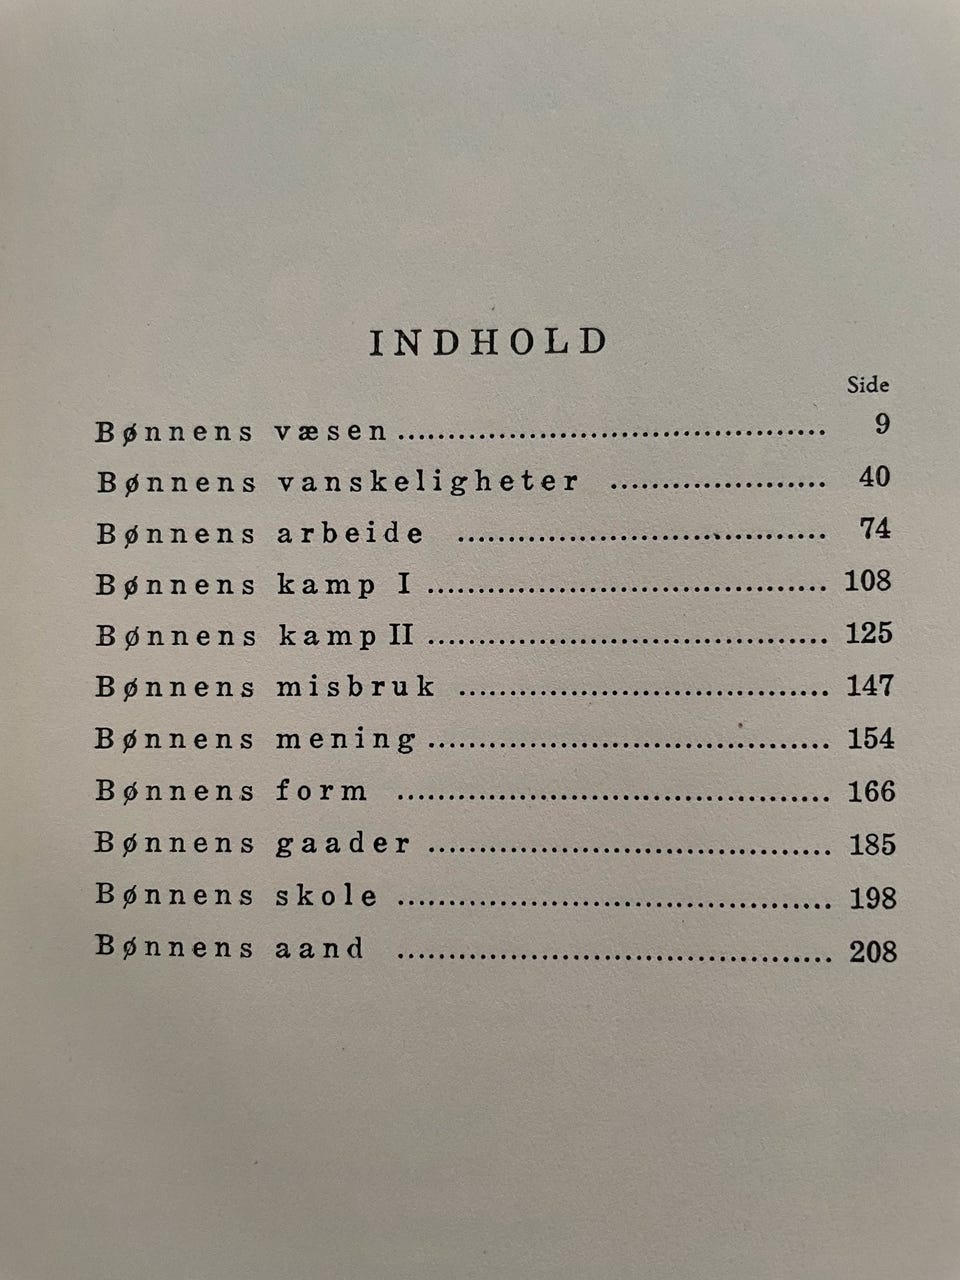 INDHOLD
Side
Bønnens væsen ........................................... 9
Bønnens vanskeligheter ...................... 40
Bønnens arbeide ..................................... 74
Bønnens kamp I ........................................ 108
Bønnens kamp II ........................................ 125
Bønnens misbruk ..................................... 147
Bønnens mening ........................................ 154
Bønnens form ........................................... 166
Bønnens gaader ........................................ 185
Bønnens skole ........................................... 198
Bønnens aand ........................................... 208